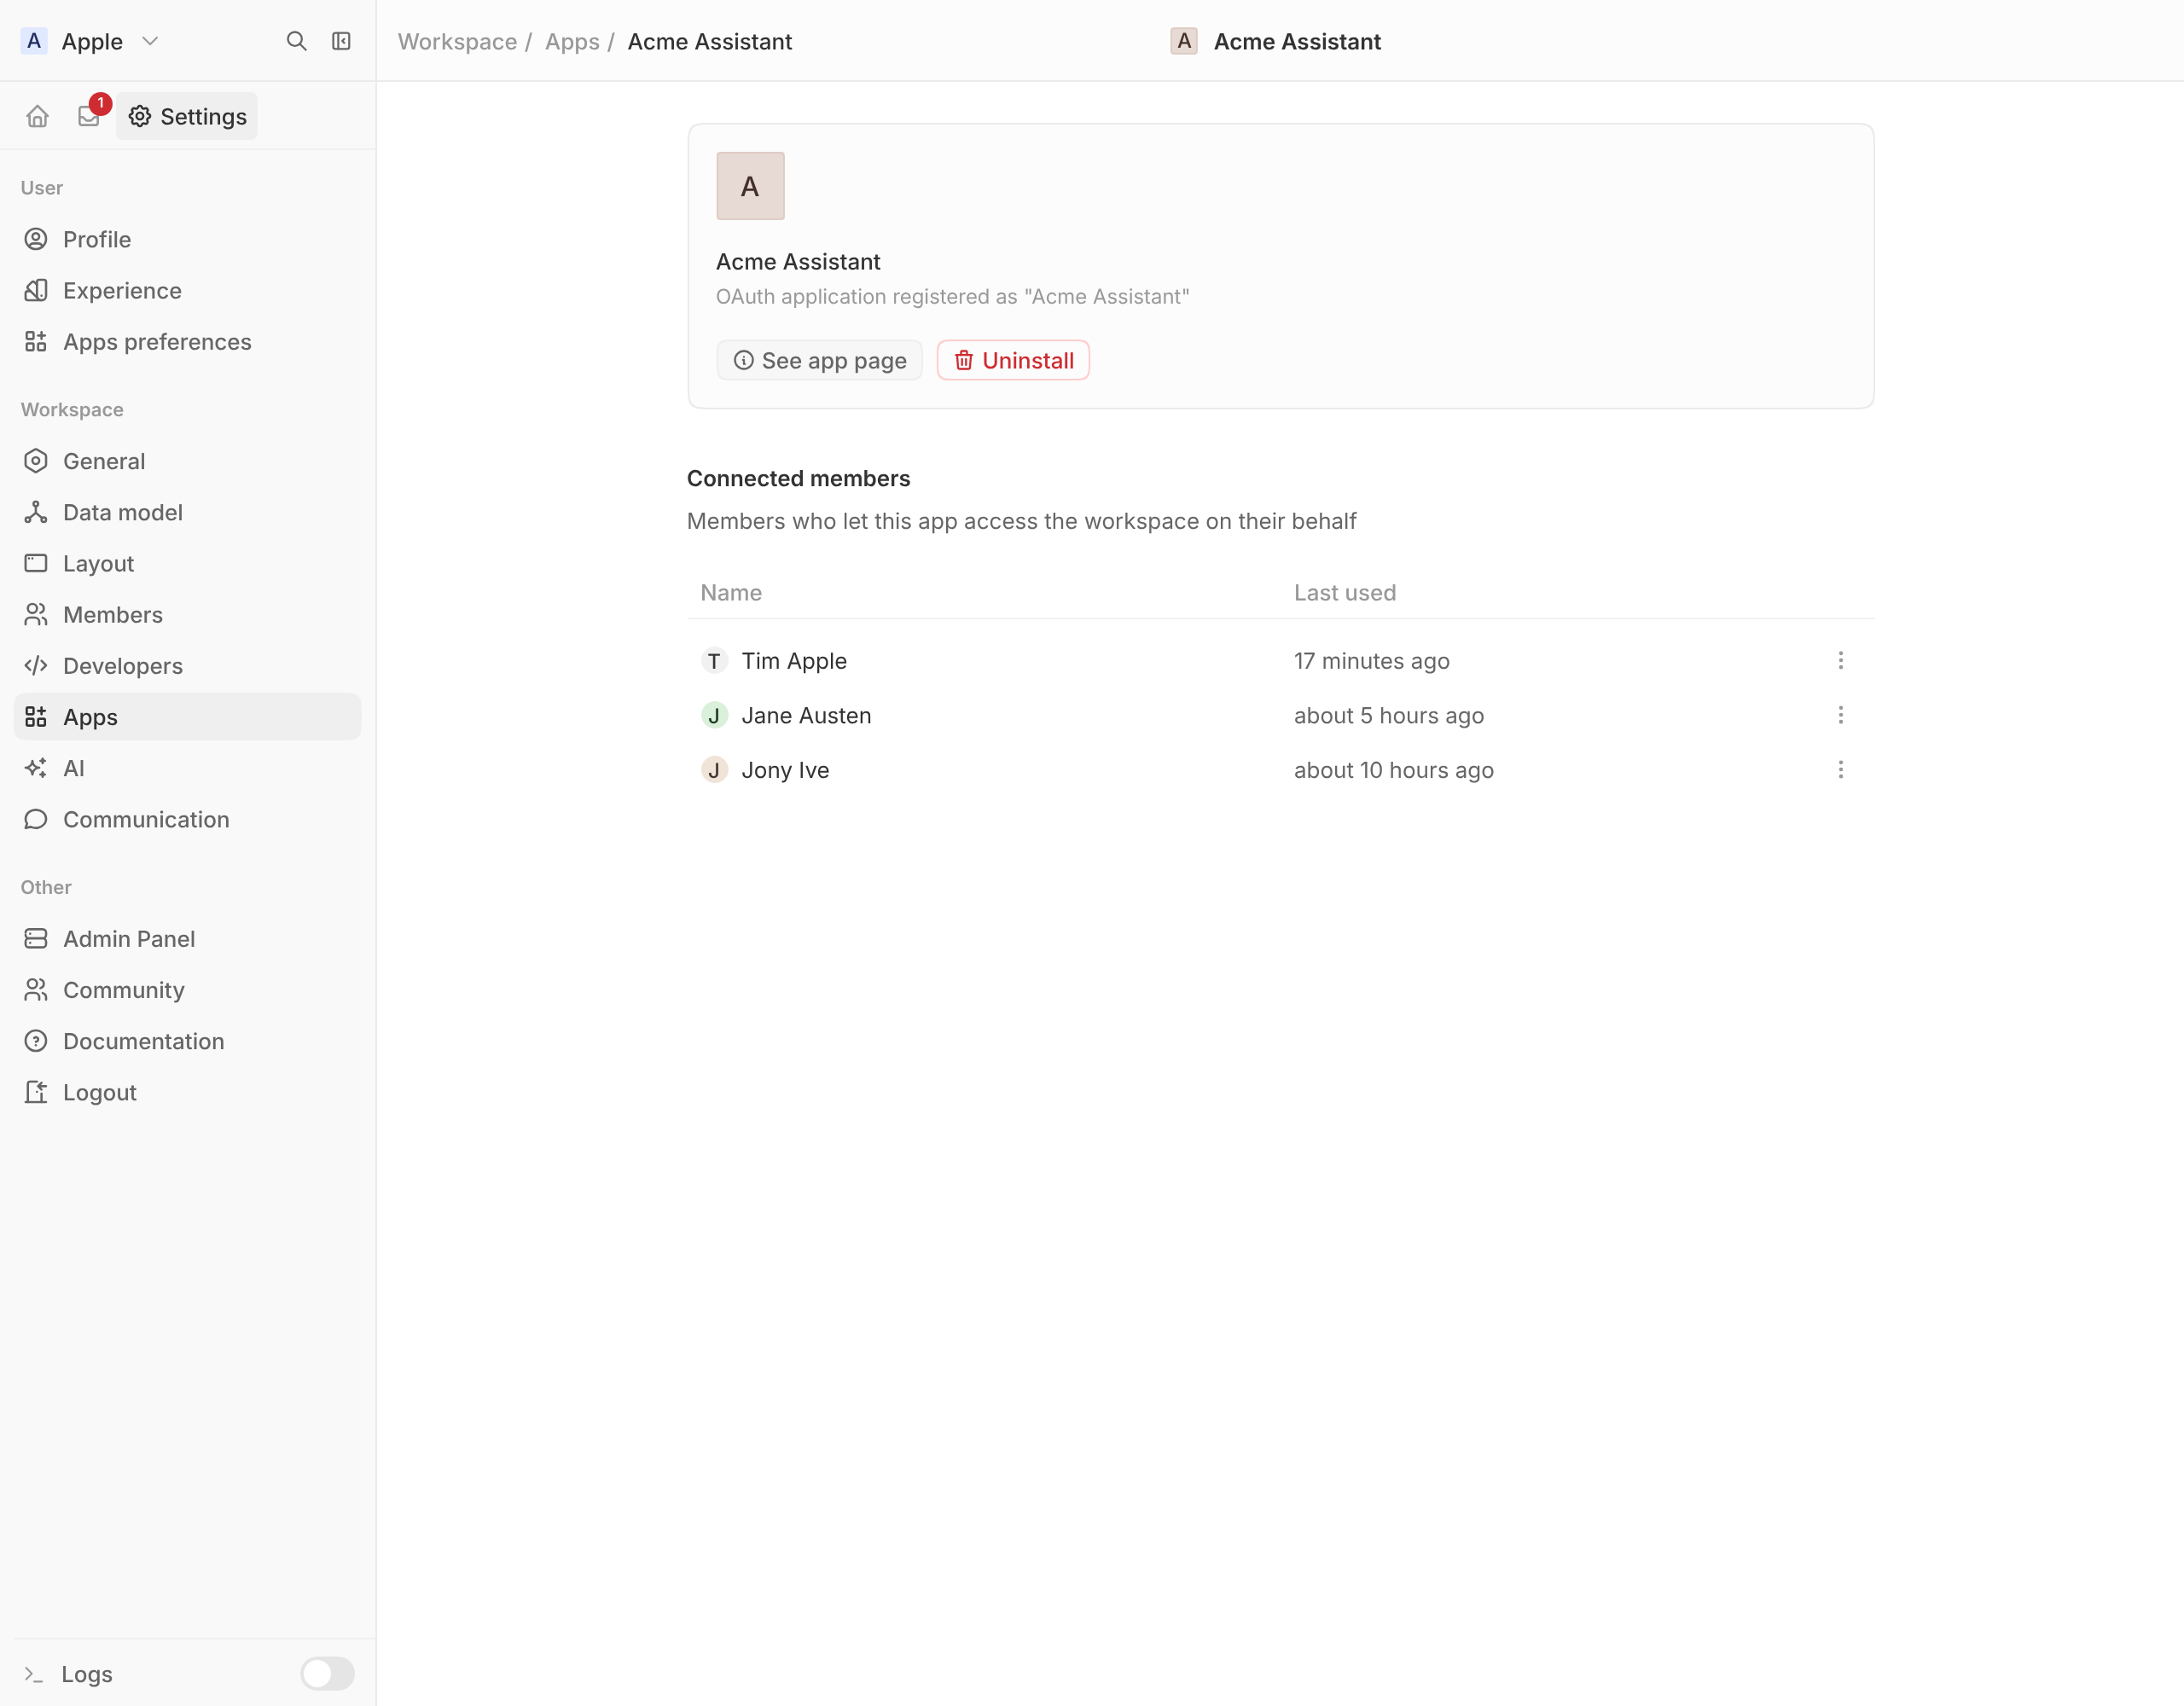 A Apple
Workspace / Apps / Acme Assistant
A Acme Assistant
1
Settings
User
Profile
Experience
Apps preferences
Workspace
General
Data model
Layout
Members
Developers
Apps
AI
Communication
Other
Admin Panel
Community
Documentation
Logout
Logs
A
Acme Assistant
OAuth application registered as "Acme Assistant"
See app page Uninstall
Connected members
Members who let this app access the workspace on their behalf
Name Last used
T Tim Apple 17 minutes ago
J Jane Austen about 5 hours ago
J Jony Ive about 10 hours ago